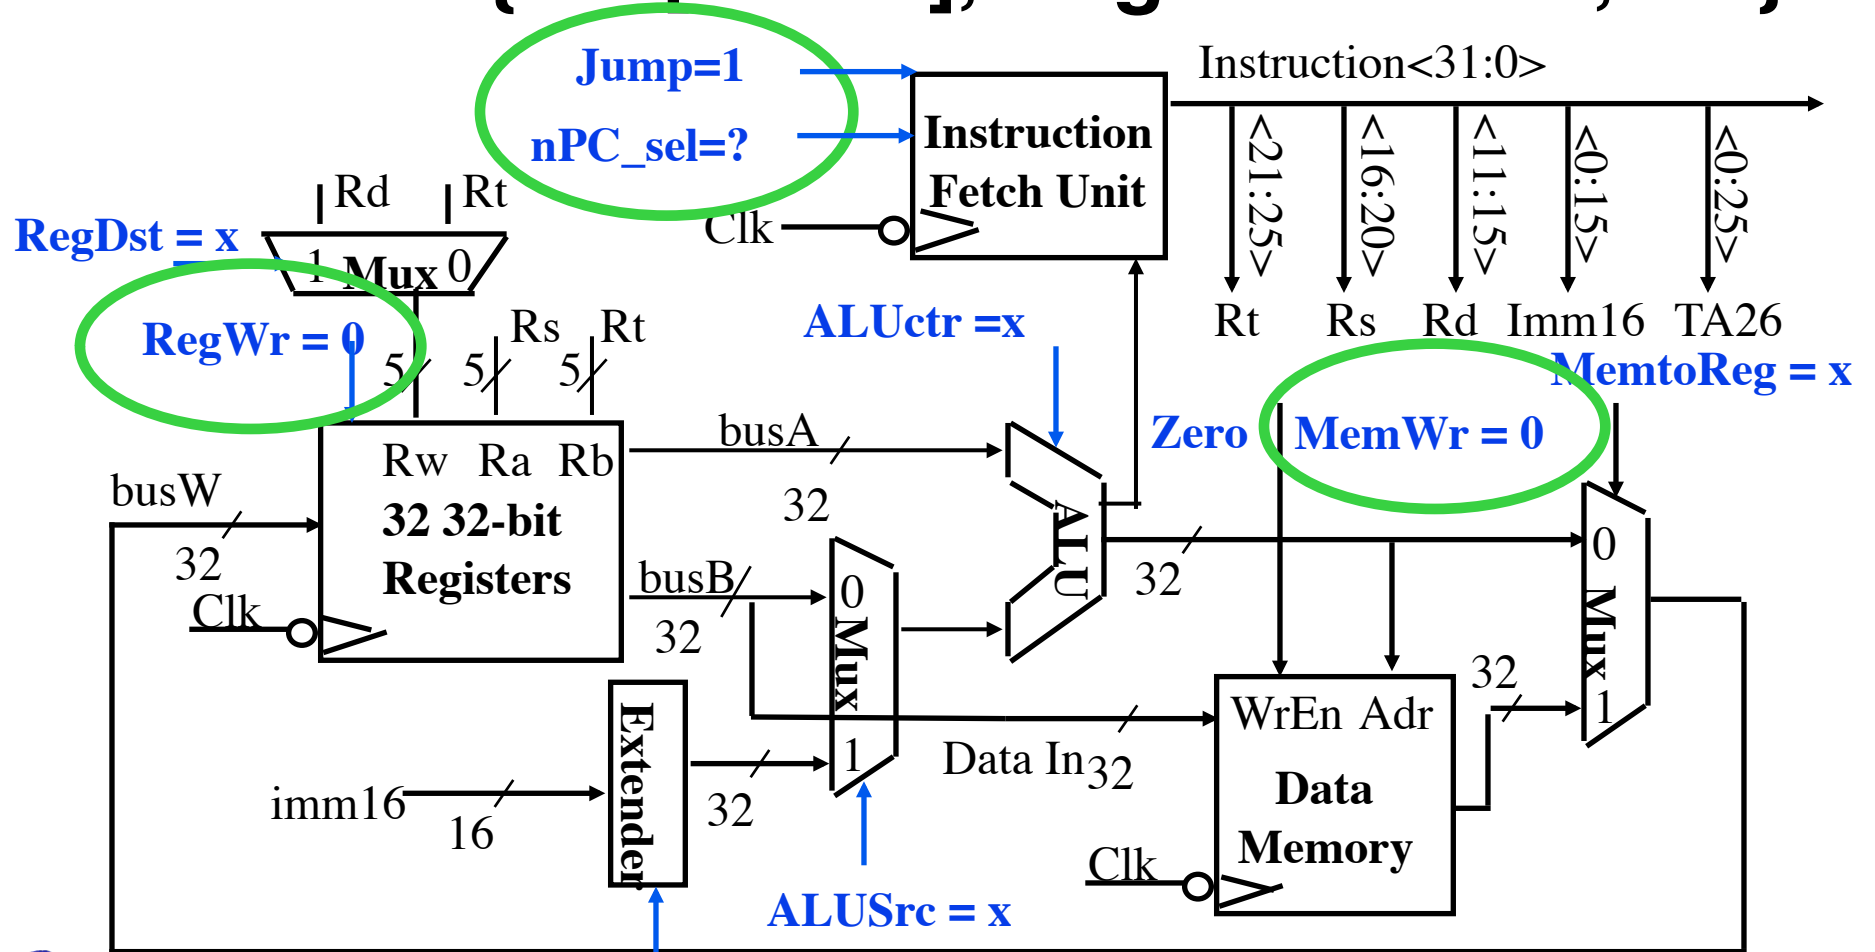 Jump=1
nPC_sel=?
Instruction
Fetch Unit
Clk
Instruction<31:0>
<21:25>
<16:20>
<11:15>
<0:15>
<0:25>
Rt
Rs
Rd
Imm16
TA26
Rd
Rt
RegDst = x
1 Mux 0
RegWr = 0
5
5
Rs
5
Rt
ALUctr =x
MemtoReg = x
Zero
MemWr = 0
busA
32
Rw Ra Rb
32 32-bit
Registers
busW
32
Clk
busB
32
0
Mux
1
ALU
32
0
Mux
1
Extender
imm16
16
32
Data In
32
WrEn Adr
Data
Memory
32
Clk
ALUSrc = x